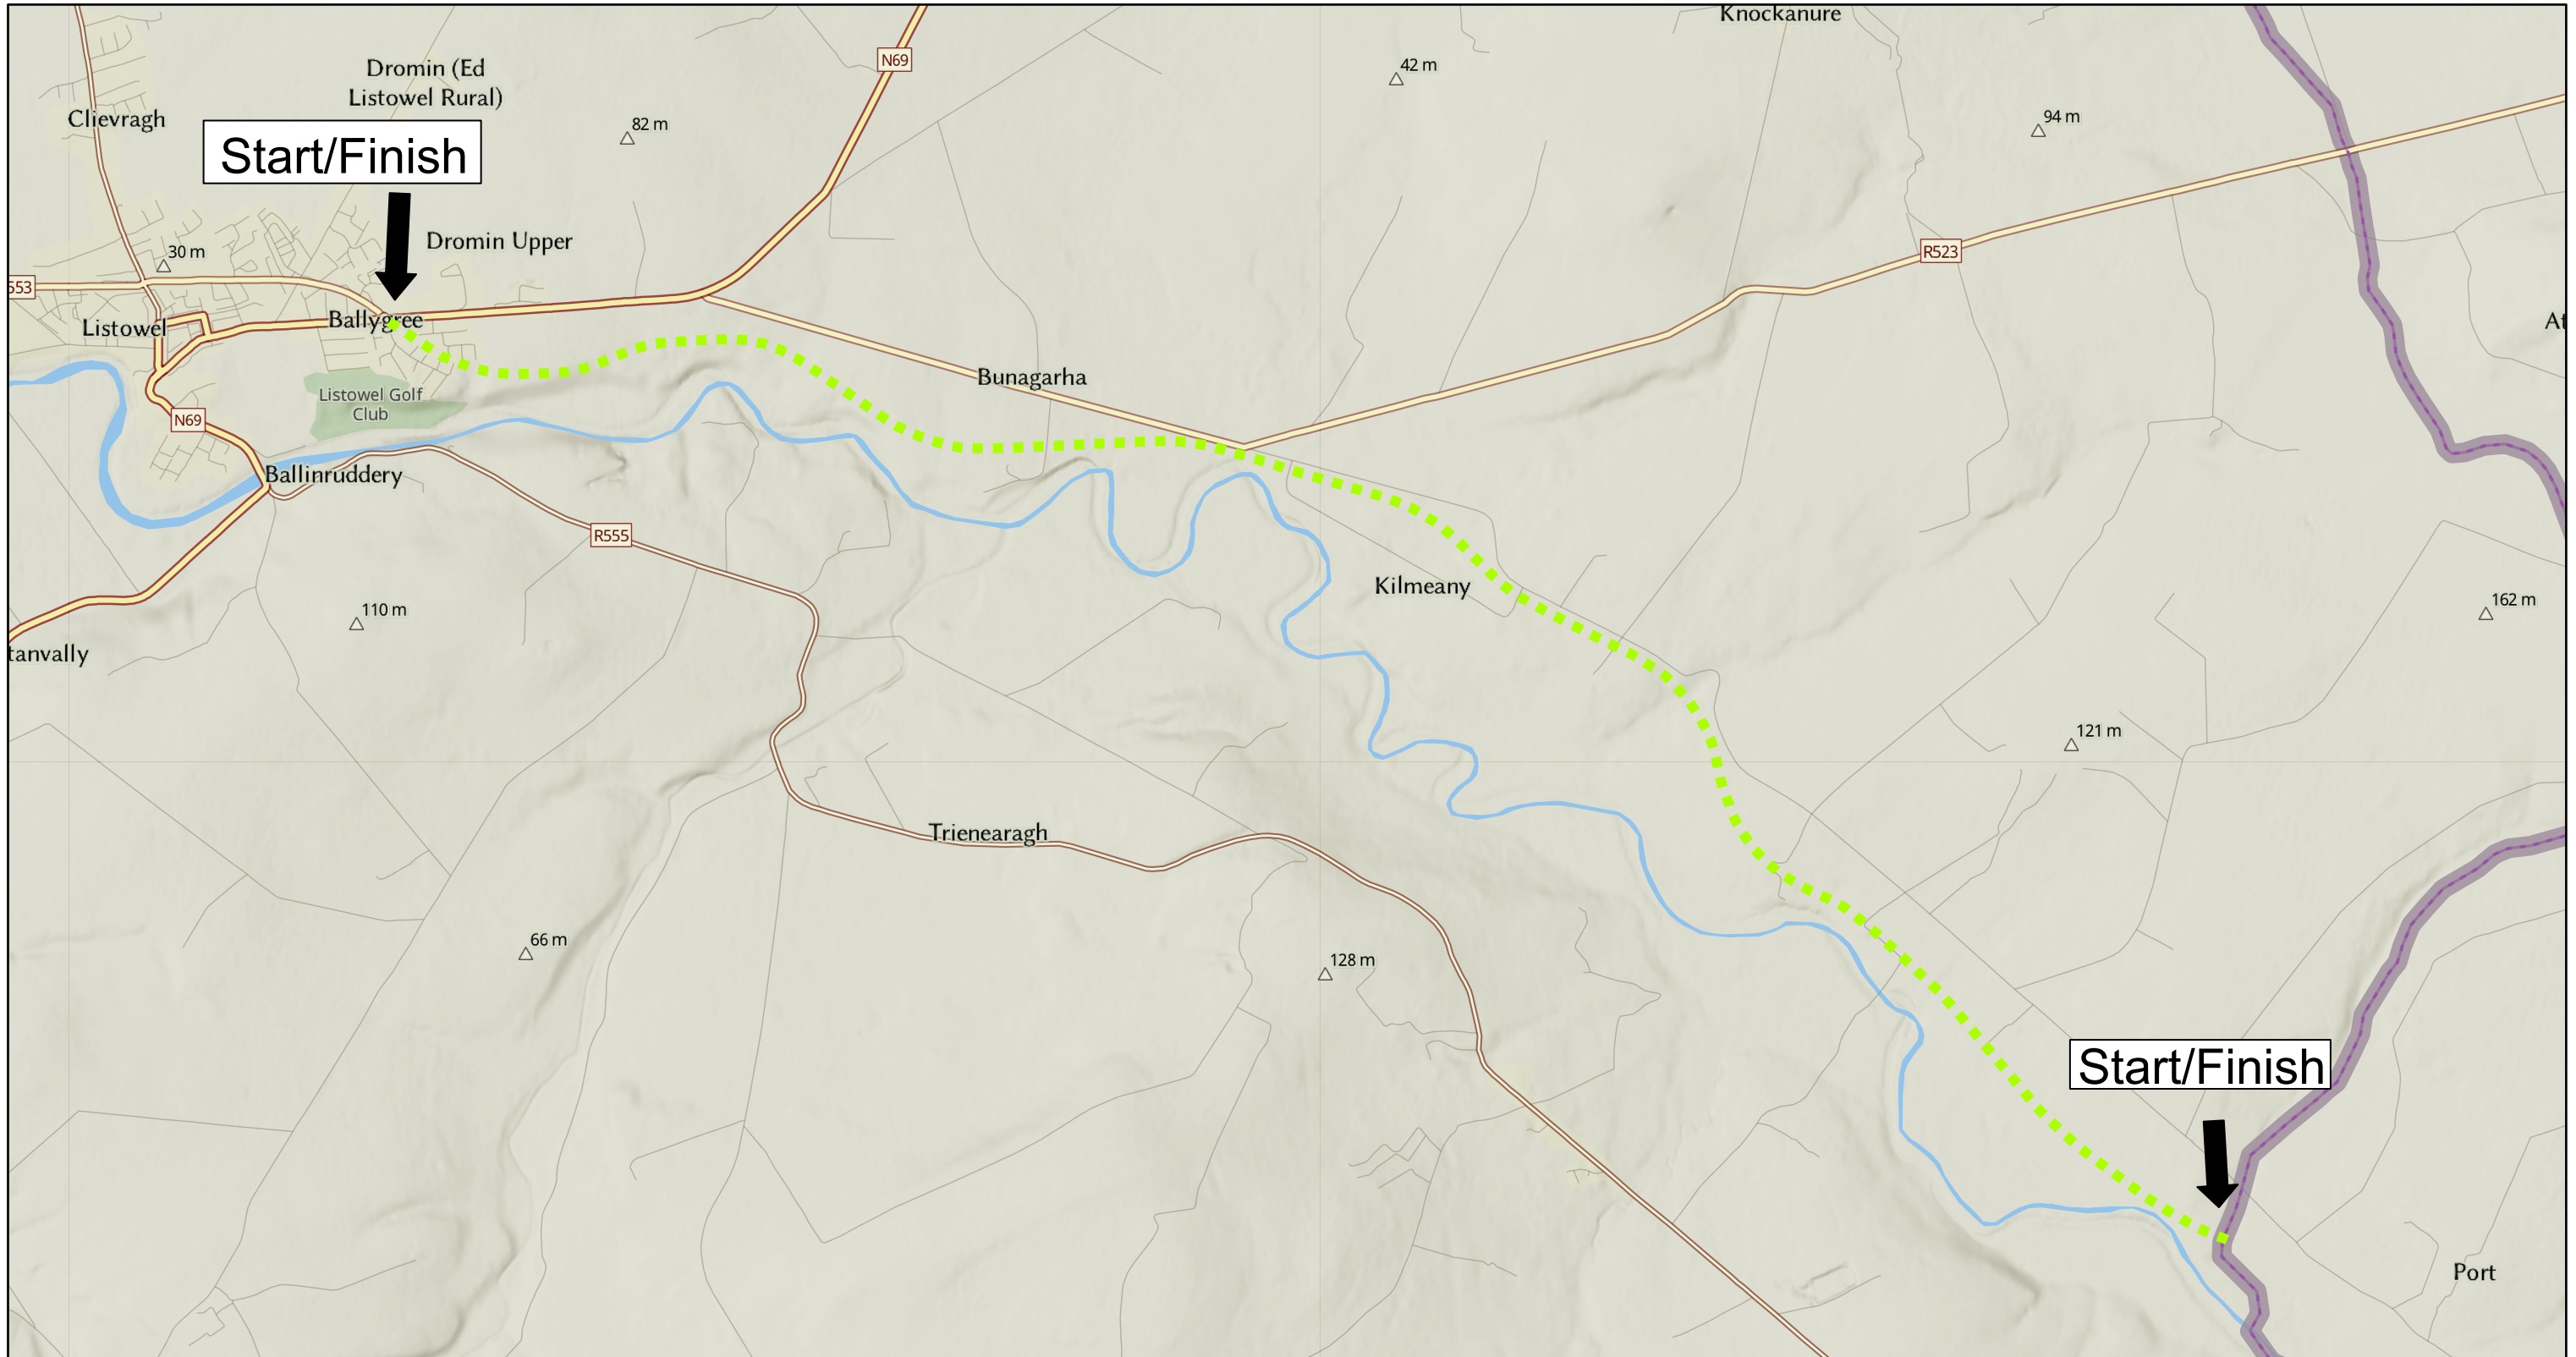 Knockanure
N69
42 m
Dromin (Ed
Listowel Rural)
Clievragh
82 m
94 m
Start/Finish
Dromin Upper
30 m
R523
553
Listowel
Ballygree
At
Bunagarha
Listowel Golf
Club
N69
Ballinruddery
R555
Kilmeany
110 m
162 m
tanvally
121 m
Trienearagh
66 m
128 m
Start/Finish
Port